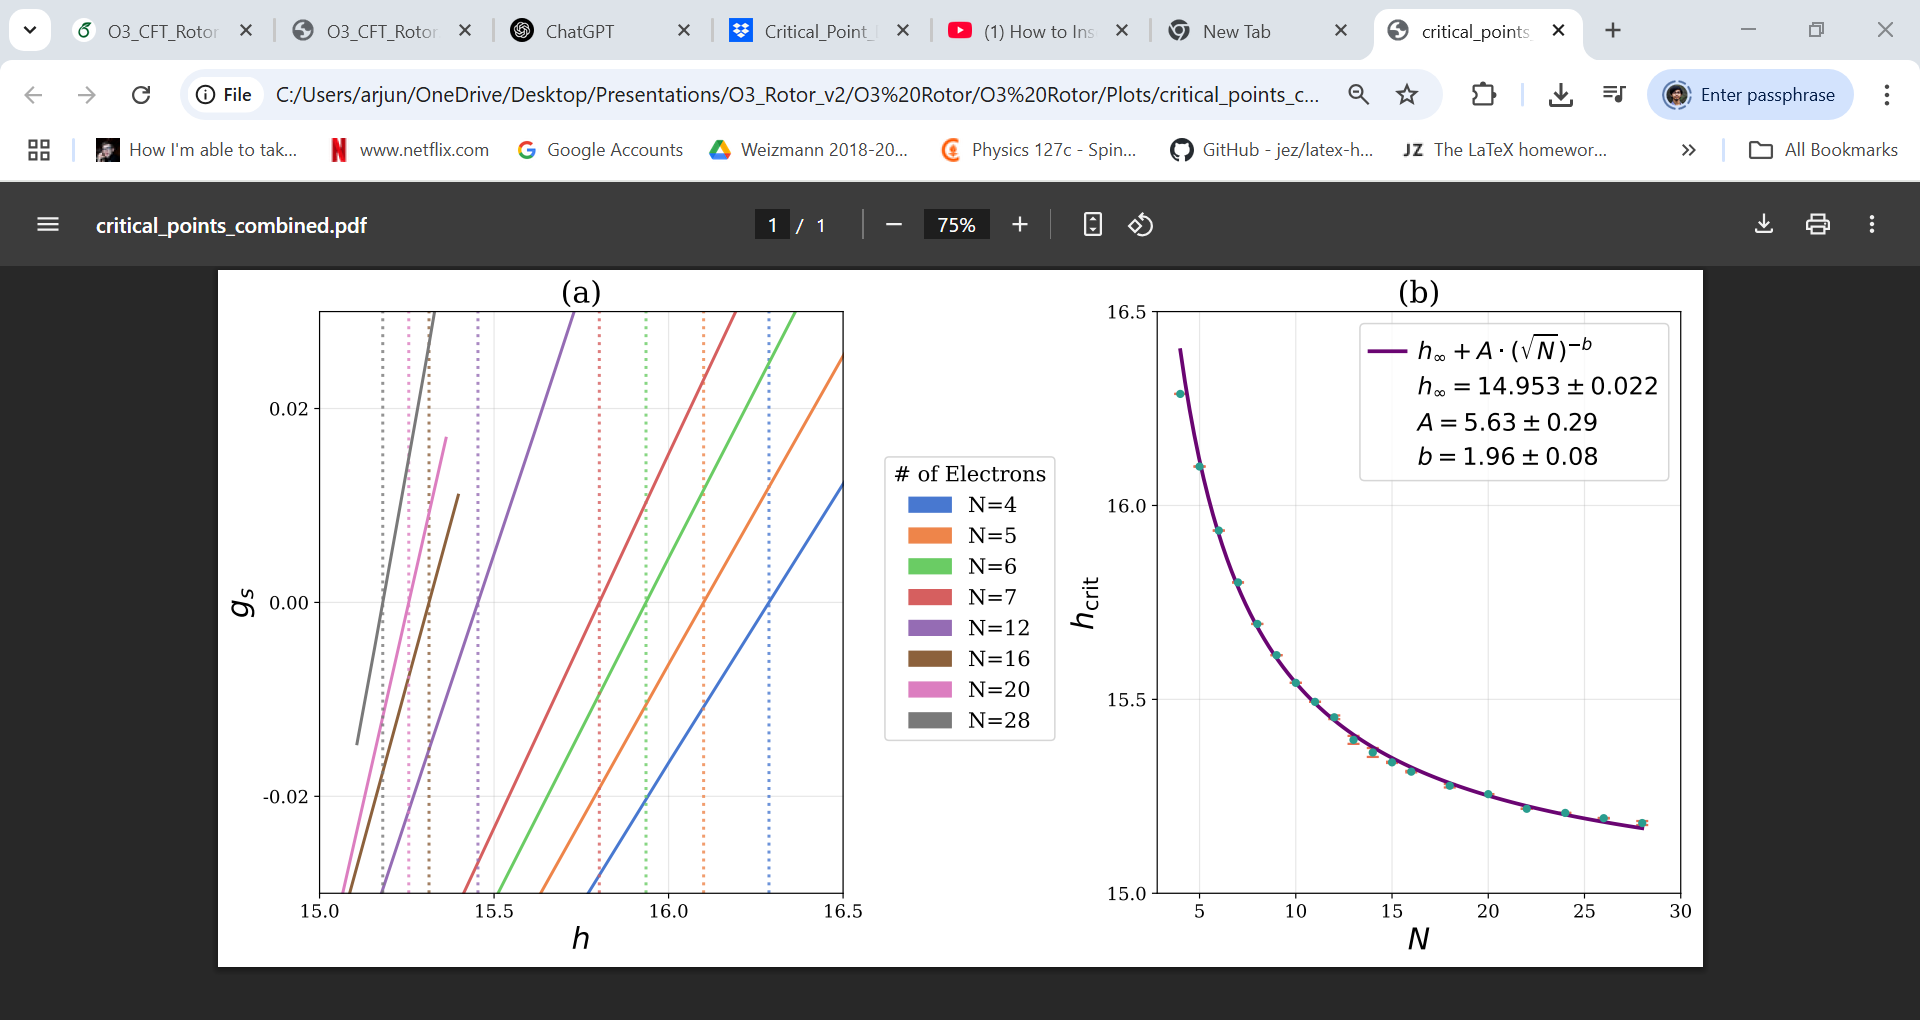 O3_CFT_Rotor
O3_CFT_Rotor
ChatGPT
Critical_Point_
(1) How to Ins
New Tab
critical_points_
File
C:/Users/arjun/OneDrive/Desktop/Presentations/O3_Rotor_v2/O3%20Rotor/O3%20Rotor/Plots/critical_points_c...
Enter passphrase
How I'm able to tak...
www.netflix.com
Google Accounts
Weizmann 2018-20...
Physics 127c - Spin...
GitHub - jez/latex-h...
JZ The LaTeX homewor...
»
All Bookmarks
critical_points_combined.pdf
1 / 1
75%
(a)
0.02
0.00
-0.02
g_s
15.0 15.5 16.0 16.5
h
# of Electrons
N=4
N=5
N=6
N=7
N=12
N=16
N=20
N=28
(b)
16.5
16.0
15.5
15.0
h_crit
h_∞ + A · (√N)^−b
h_∞ = 14.953 ± 0.022
A = 5.63 ± 0.29
b = 1.96 ± 0.08
5 10 15 20 25 30
N